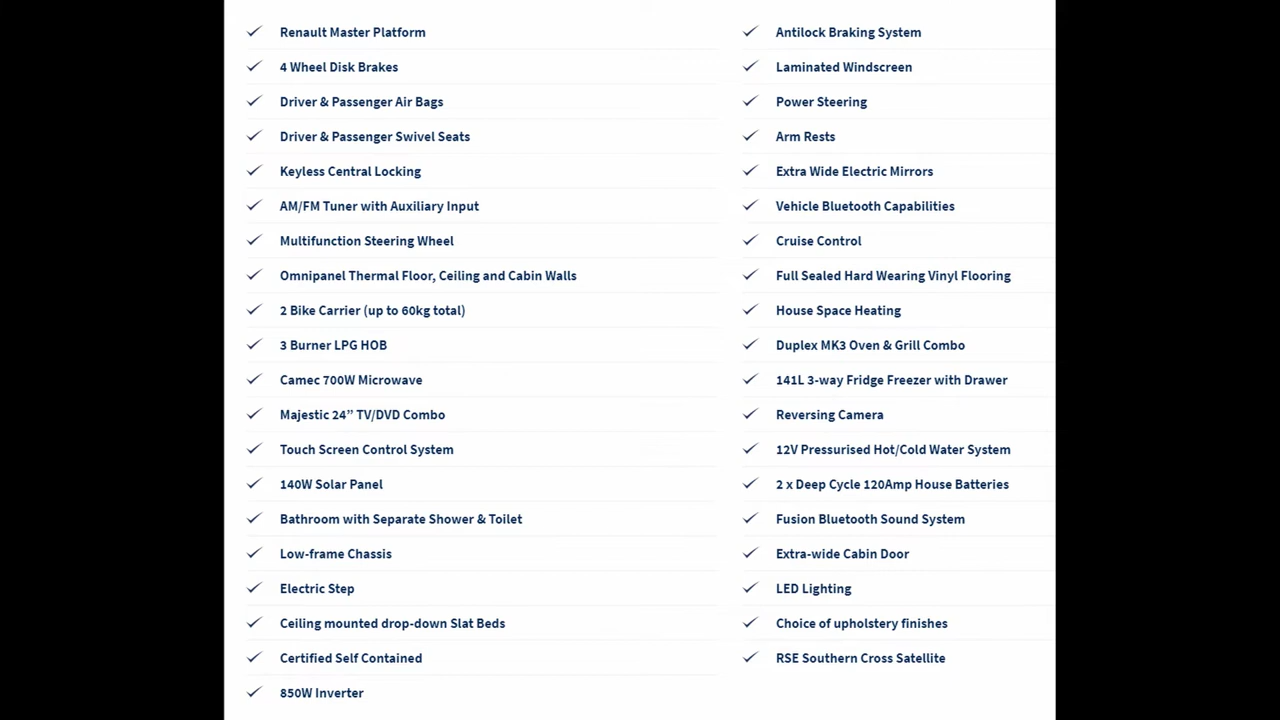 Renault Master Platform
4 Wheel Disk Brakes
Driver & Passenger Air Bags
Driver & Passenger Swivel Seats
Keyless Central Locking
AM/FM Tuner with Auxiliary Input
Multifunction Steering Wheel
Omnipanel Thermal Floor, Ceiling and Cabin Walls
2 Bike Carrier (up to 60kg total)
3 Burner LPG HOB
Camec 700W Microwave
Majestic 24” TV/DVD Combo
Touch Screen Control System
140W Solar Panel
Bathroom with Separate Shower & Toilet
Low-frame Chassis
Electric Step
Ceiling mounted drop-down Slat Beds
Certified Self Contained
850W Inverter
Antilock Braking System
Laminated Windscreen
Power Steering
Arm Rests
Extra Wide Electric Mirrors
Vehicle Bluetooth Capabilities
Cruise Control
Full Sealed Hard Wearing Vinyl Flooring
House Space Heating
Duplex MK3 Oven & Grill Combo
141L 3-way Fridge Freezer with Drawer
Reversing Camera
12V Pressurised Hot/Cold Water System
2 x Deep Cycle 120Amp House Batteries
Fusion Bluetooth Sound System
Extra-wide Cabin Door
LED Lighting
Choice of upholstery finishes
RSE Southern Cross Satellite